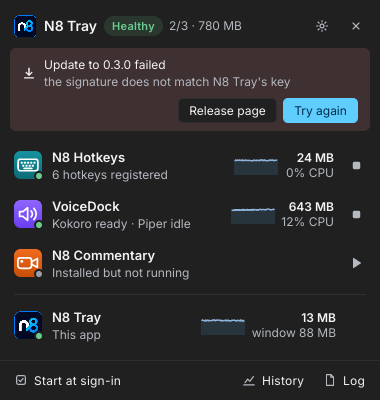 n8 N8 Tray Healthy 2/3 · 780 MB
Update to 0.3.0 failed
the signature does not match N8 Tray's key
Release page Try again
N8 Hotkeys 24 MB
6 hotkeys registered 0% CPU
VoiceDock 643 MB
Kokoro ready · Piper idle 12% CPU
N8 Commentary
Installed but not running
n8 N8 Tray 13 MB
This app window 88 MB
Start at sign-in History Log